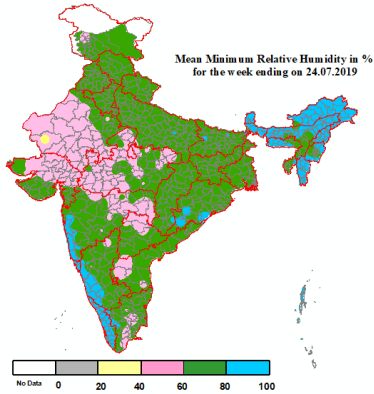 Mean Minimum Relative Humidity in %
for the week ending on 24.07.2019
No Data 0 20 40 60 80 100